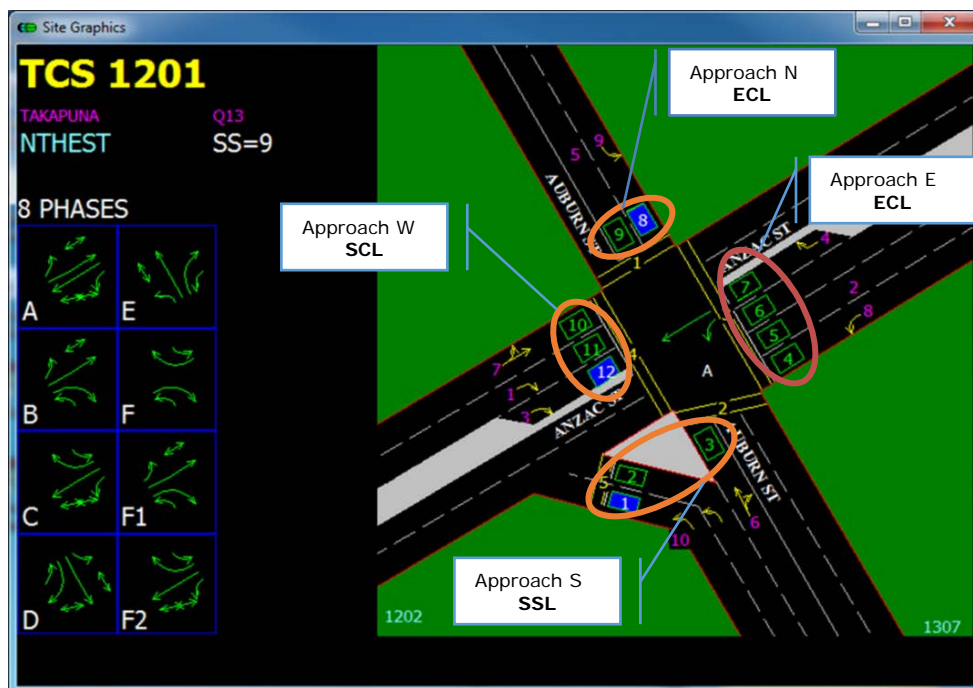 Site Graphics
TCS 1201
TAKAPUNA Q13
NTHEST SS=9
8 PHASES
A E
B F
C F1
D F2
Approach N
ECL
Approach E
ECL
Approach W
SCL
Approach S
SSL
5 9
AUBURN ST
9 8
1
ANZAC ST
4
2
8
7
6
5
4
10
11
12
4
7
1
3
ANZAC ST
A
2
3
AUBURN ST
2
5
1
6
10
1202
1307